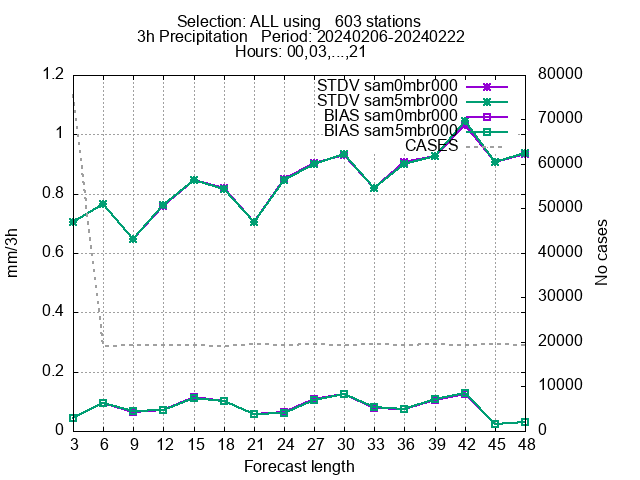 Selection: ALL using   603 stations
3h Precipitation   Period: 20240206-20240222
Hours: 00,03,...,21
STDV sam0mbr000
STDV sam5mbr000
BIAS sam0mbr000
BIAS sam5mbr000
CASES
1.2
1
0.8
0.6
0.4
0.2
0
mm/3h
80000
70000
60000
50000
40000
30000
20000
10000
0
No cases
3 6 9 12 15 18 21 24 27 30 33 36 39 42 45 48
Forecast length